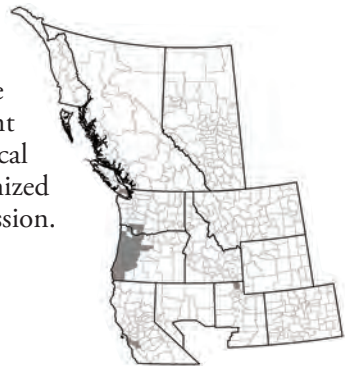 e
nt
cal
nized
ssion.